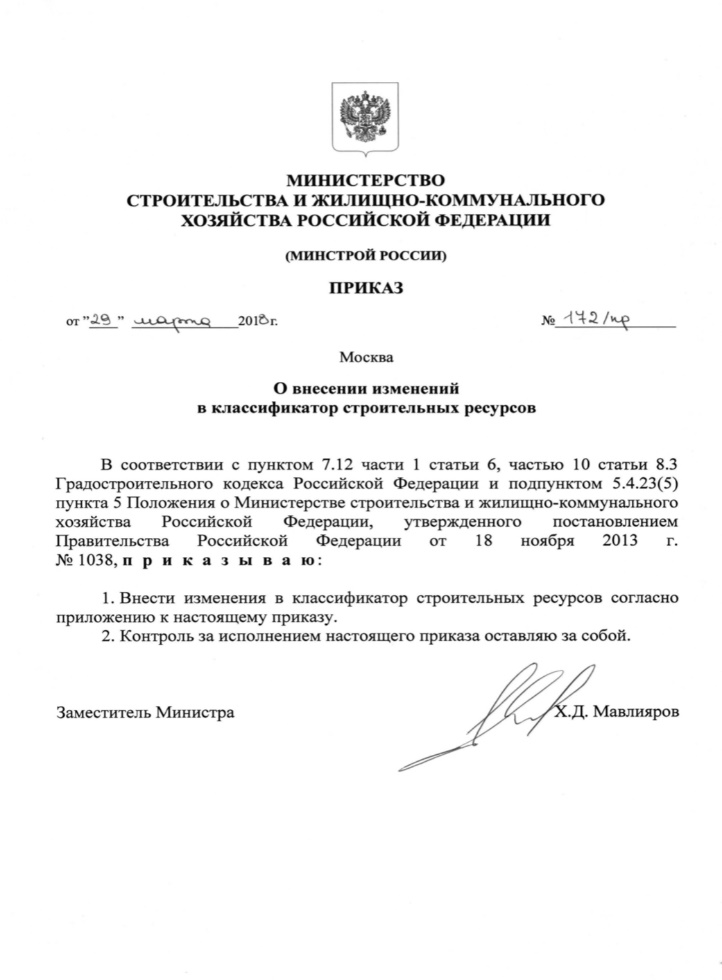 МИНИСТЕРСТВО
СТРОИТЕЛЬСТВА И ЖИЛИЩНО-КОММУНАЛЬНОГО
ХОЗЯЙСТВА РОССИЙСКОЙ ФЕДЕРАЦИИ
(МИНСТРОЙ РОССИИ)
ПРИКАЗ
от "29" марта 2018 г. № 172/пр
Москва
О внесении изменений
в классификатор строительных ресурсов
В соответствии с пунктом 7.12 части 1 статьи 6, частью 10 статьи 8.3
Градостроительного кодекса Российской Федерации и подпунктом 5.4.23(5)
пункта 5 Положения о Министерстве строительства и жилищно-коммунального
хозяйства Российской Федерации, утвержденного постановлением
Правительства Российской Федерации от 18 ноября 2013 г.
№ 1038, п р и к а з ы в а ю:
1. Внести изменения в классификатор строительных ресурсов согласно
приложению к настоящему приказу.
2. Контроль за исполнением настоящего приказа оставляю за собой.
Заместитель Министра Х.Д. Мавлияров